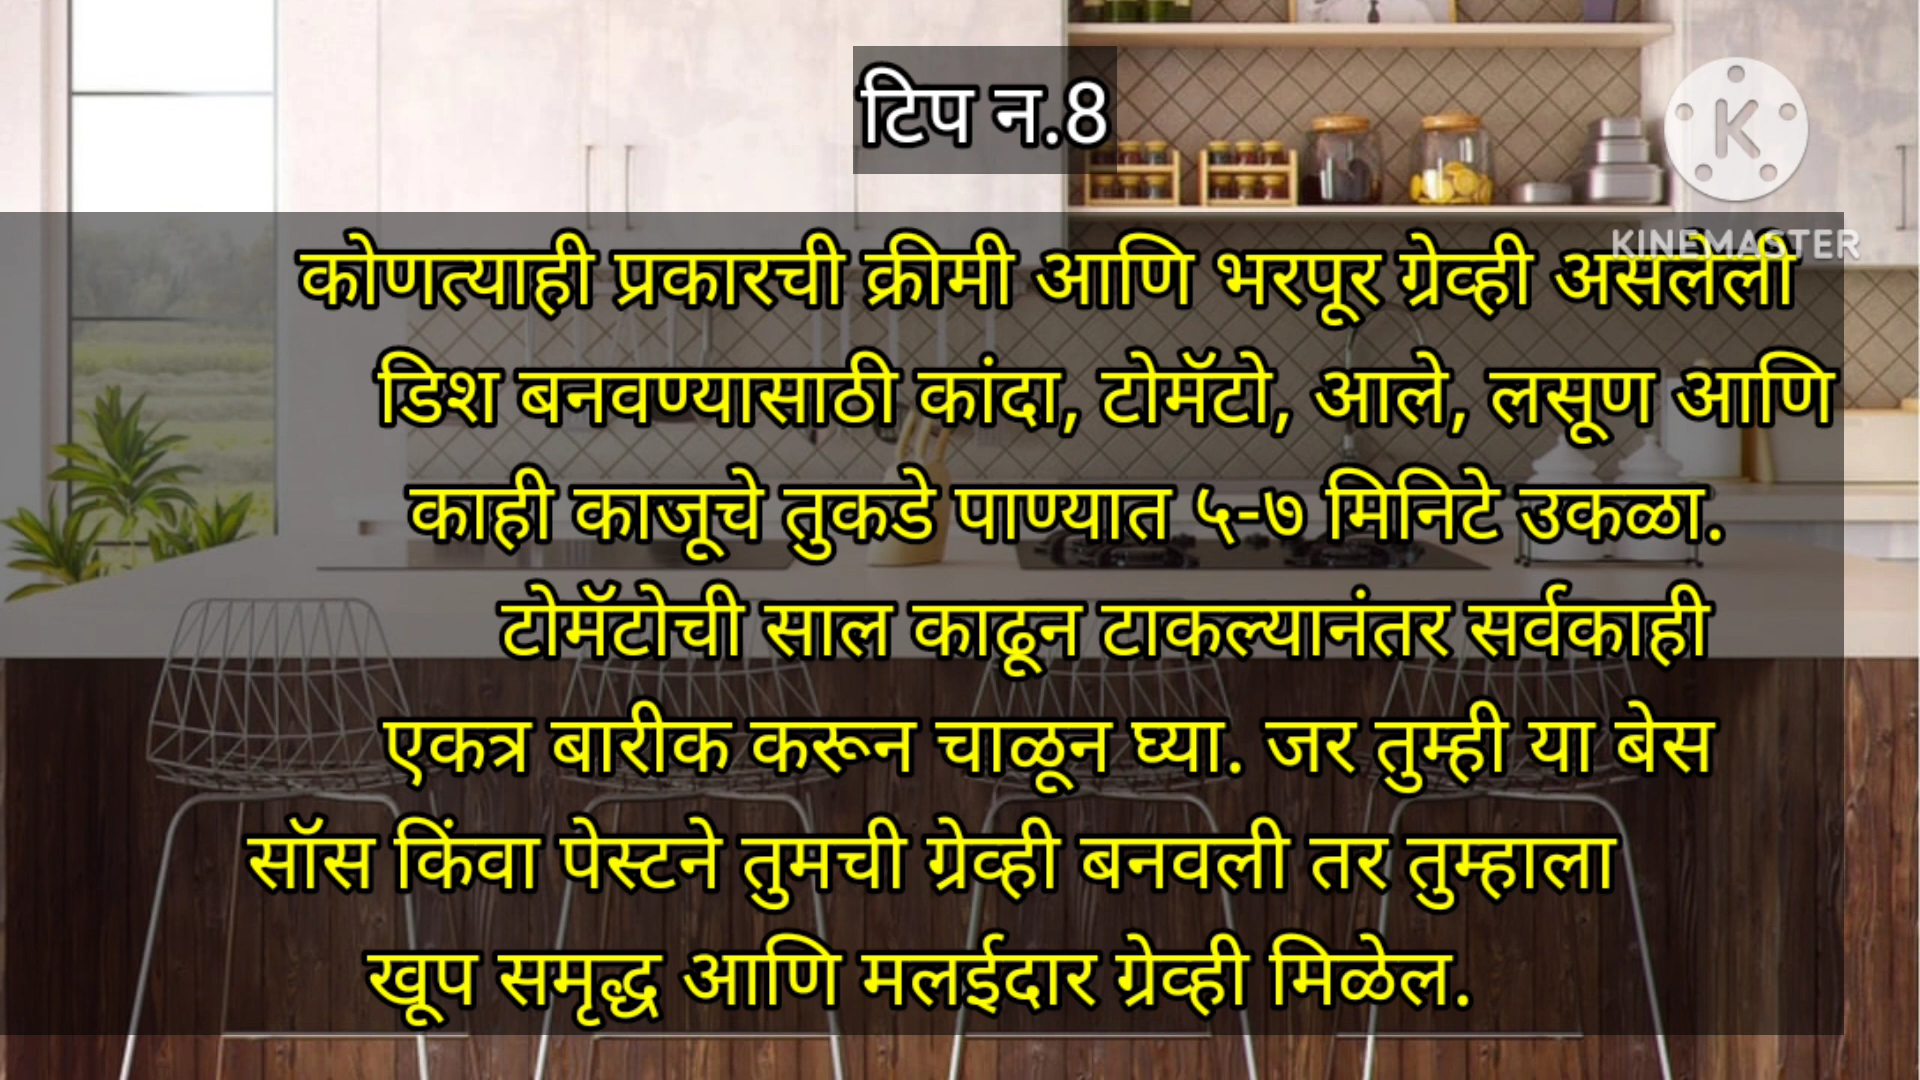 टिप न.8
कोणत्याही प्रकारची क्रीमी आणि भरपूर ग्रेव्ही असलेली
डिश बनवण्यासाठी कांदा, टोमॅटो, आले, लसूण आणि
काही काजूचे तुकडे पाण्यात ५-७ मिनिटे उकळा.
टोमॅटोची साल काढून टाकल्यानंतर सर्वकाही
एकत्र बारीक करून चाळून घ्या. जर तुम्ही या बेस
सॉस किंवा पेस्टने तुमची ग्रेव्ही बनवली तर तुम्हाला
खूप समृद्ध आणि मलईदार ग्रेव्ही मिळेल.
K
KINEMASTER